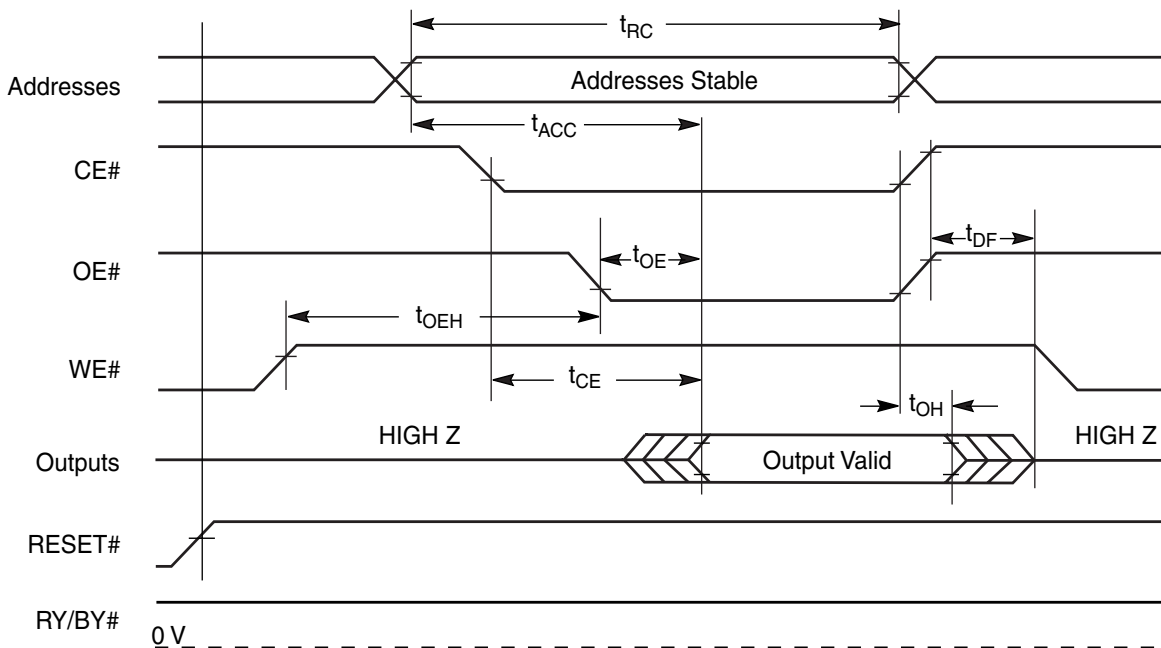 tRC
Addresses
Addresses Stable
tACC
CE#
tDF
OE#
tOE
tOEH
WE#
tCE
tOH
HIGH Z
HIGH Z
Outputs
Output Valid
RESET#
RY/BY#
0 V